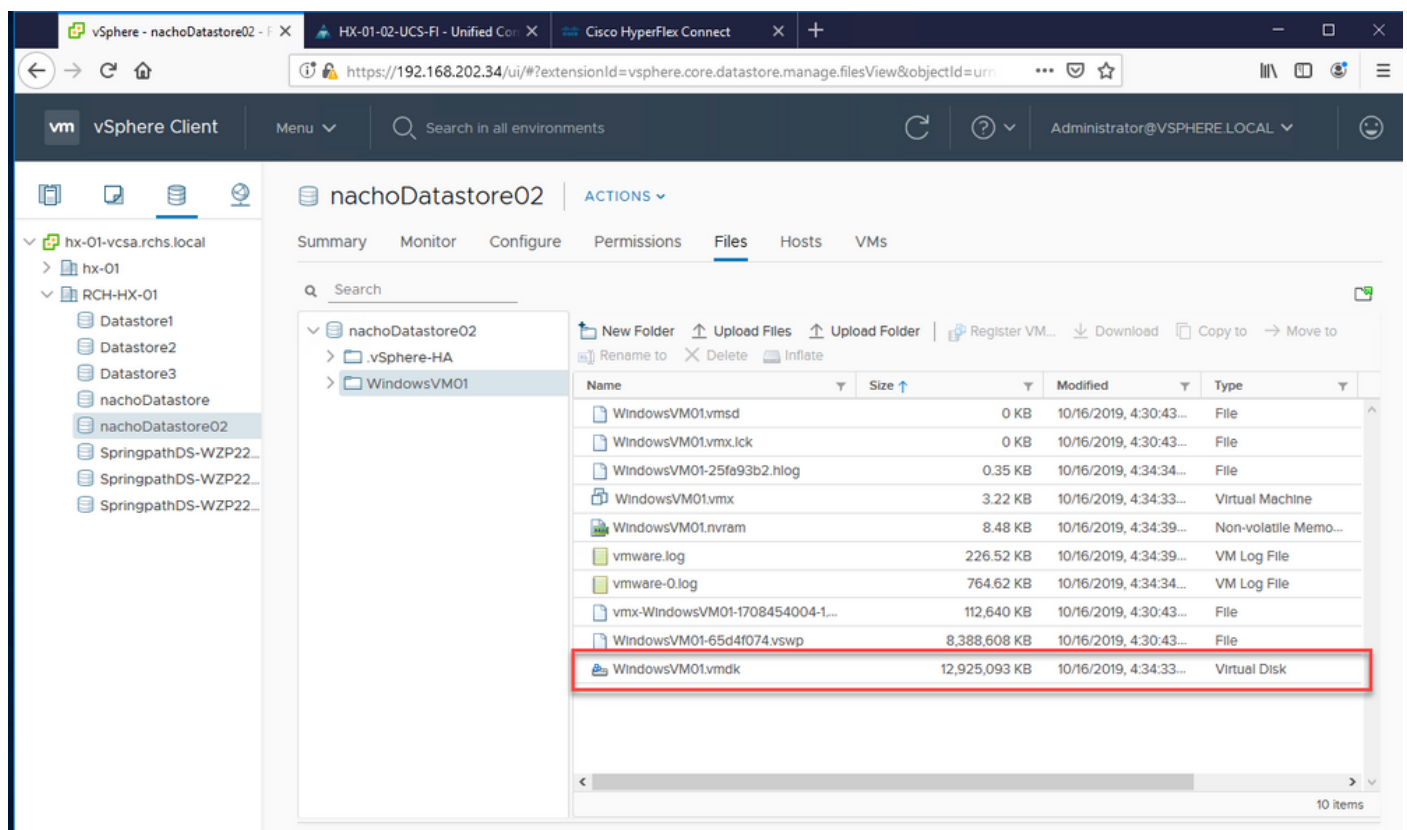 vSphere - nachoDatastore02 - F
HX-01-02-UCS-FI - Unified Con
Cisco HyperFlex Connect
https://192.168.202.34/ui/#?extensionId=vsphere.core.datastore.manage.filesView&objectId=urn
vm vSphere Client
Menu
Search in all environments
Administrator@VSPHERE.LOCAL
hx-01-vcsa.rchs.local
hx-01
RCH-HX-01
Datastore1
Datastore2
Datastore3
nachoDatastore
nachoDatastore02
SpringpathDS-WZP22...
SpringpathDS-WZP22...
SpringpathDS-WZP22...
nachoDatastore02
ACTIONS
Summary Monitor Configure Permissions Files Hosts VMs
Search
nachoDatastore02
.vSphere-HA
WindowsVM01
New Folder Upload Files Upload Folder Register VM... Download Copy to Move to
Rename to Delete Inflate
Name Size Modified Type
WindowsVM01.vmsd 0 KB 10/16/2019, 4:30:43... File
WindowsVM01.vmx.lck 0 KB 10/16/2019, 4:30:43... File
WindowsVM01-25fa93b2.hlog 0.35 KB 10/16/2019, 4:34:34... File
WindowsVM01.vmx 3.22 KB 10/16/2019, 4:34:33... Virtual Machine
WindowsVM01.nvram 8.48 KB 10/16/2019, 4:34:39... Non-volatile Memo...
vmware.log 226.52 KB 10/16/2019, 4:34:39... VM Log File
vmware-0.log 764.62 KB 10/16/2019, 4:34:34... VM Log File
vmx-WindowsVM01-1708454004-1... 112,640 KB 10/16/2019, 4:30:43... File
WindowsVM01-65d4f074.vswp 8,388,608 KB 10/16/2019, 4:30:43... File
WindowsVM01.vmdk 12,925,093 KB 10/16/2019, 4:34:33... Virtual Disk
10 items